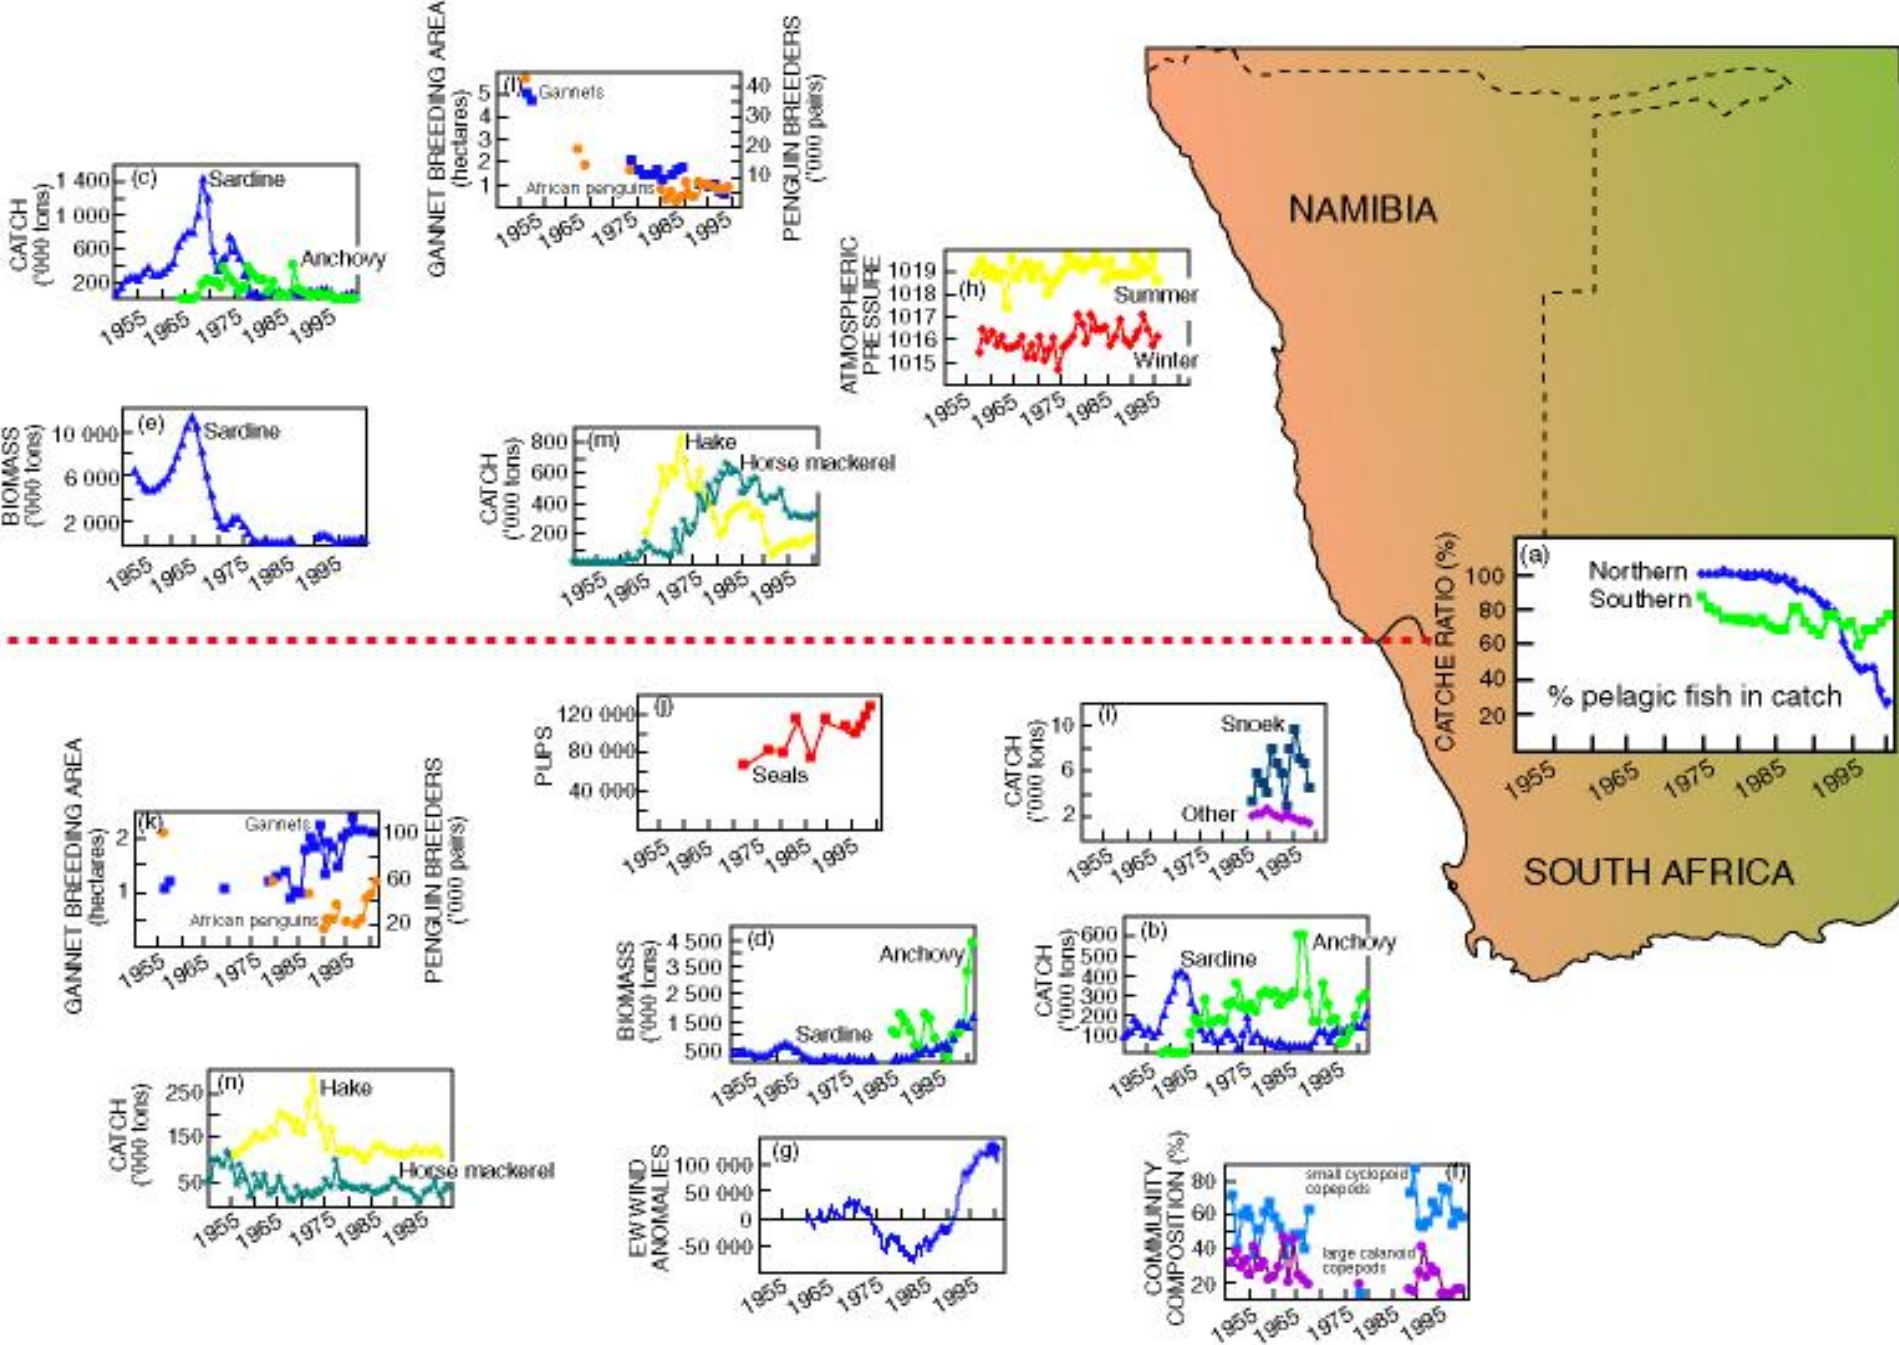 GANNET BREEDING AREA
(hectares)
5
4
3
2
1
(l)
Gannets
African penguins
40
30
20
10
PENGUIN BREEDERS
('000 pairs)
1955 1965 1975 1985 1995
CATCH
('000 tons)
1 400
1 000
600
200
(c)
Sardine
Anchovy
1955 1965 1975 1985 1995
ATMOSPHERIC
PRESSURE
1019
1018
1017
1016
1015
(h)
Summer
Winter
1955 1965 1975 1985 1995
NAMIBIA
BIOMASS
('000 tons)
10 000
6 000
2 000
(e)
Sardine
1955 1965 1975 1985 1995
CATCH
('000 tons)
800
600
400
200
(m)
Hake
Horse mackerel
1955 1965 1975 1985 1995
CATCHE RATIO (%)
100
80
60
40
20
(a)
Northern
Southern
% pelagic fish in catch
1955 1965 1975 1985 1995
SOUTH AFRICA
PUPS
120 000
80 000
40 000
(j)
Seals
1955 1965 1975 1985 1995
CATCH
('000 tons)
10
6
2
(i)
Snoek
Other
1955 1965 1975 1985 1995
GANNET BREEDING AREA
(hectares)
2
1
(k)
Gannets
African penguins
100
60
20
PENGUIN BREEDERS
('000 pairs)
1955 1965 1975 1985 1995
BIOMASS
('000 tons)
4 500
3 500
2 500
1 500
500
(d)
Anchovy
Sardine
1955 1965 1975 1985 1995
CATCH
('000 tons)
600
500
400
300
200
100
(b)
Sardine
Anchovy
1955 1965 1975 1985 1995
CATCH
('000 tons)
250
150
50
(n)
Hake
Horse mackerel
1955 1965 1975 1985 1995
EW WIND
ANOMALIES
100 000
50 000
0
-50 000
(g)
1955 1965 1975 1985 1995
COMMUNITY
COMPOSITION (%)
80
60
40
20
(f)
small cyclopoid
copepods
large calanoid
copepods
1955 1965 1975 1985 1995